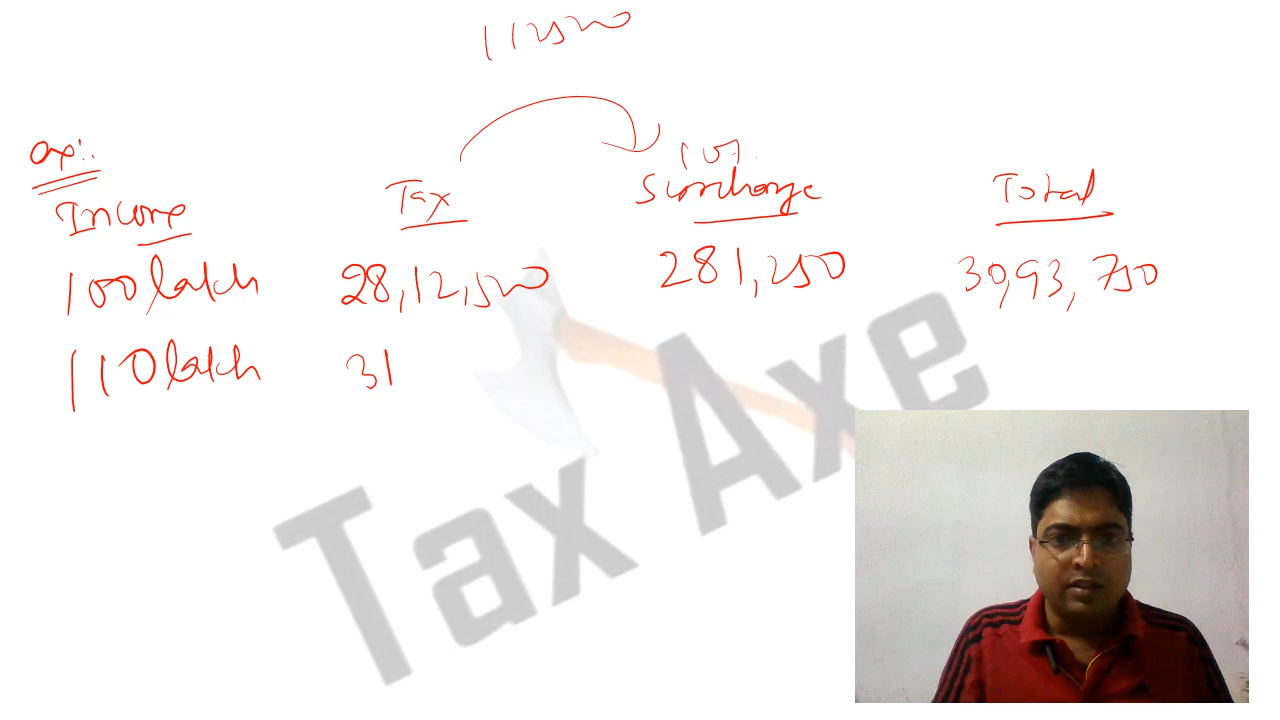 112500
ex:
10%
Income Tax Surcharge Total
100 lakh 28,12,500 281,250 30,93,750
110 lakh 31
Tax Axe